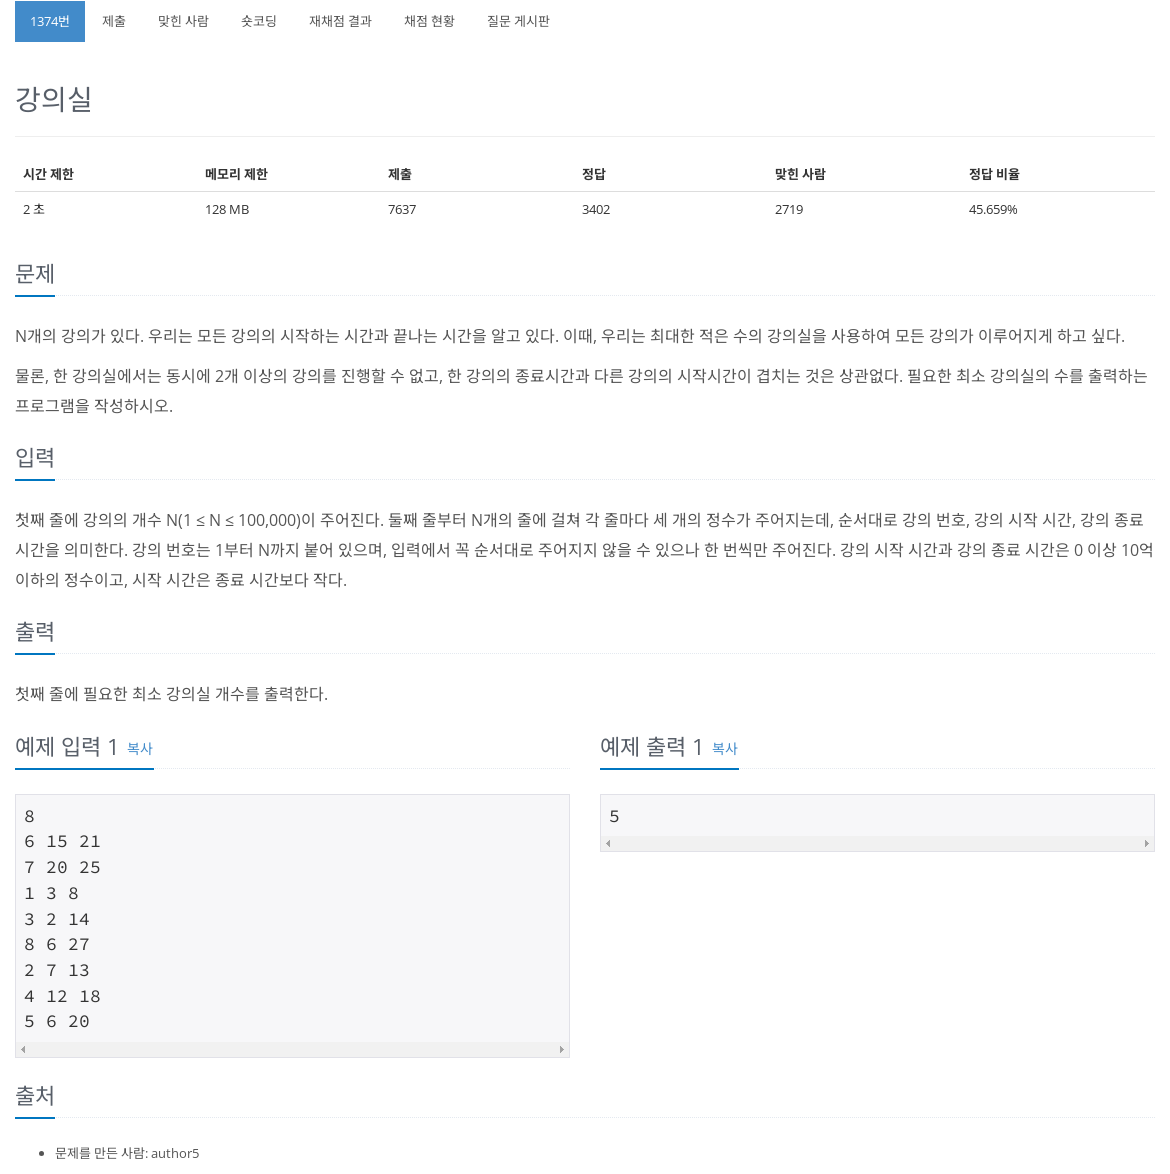 1374번 제출 맞힌 사람 숏코딩 재채점 결과 채점 현황 질문 게시판
강의실
시간 제한 메모리 제한 제출 정답 맞힌 사람 정답 비율
2 초 128 MB 7637 3402 2719 45.659%
문제
N개의 강의가 있다. 우리는 모든 강의의 시작하는 시간과 끝나는 시간을 알고 있다. 이때, 우리는 최대한 적은 수의 강의실을 사용하여 모든 강의가 이루어지게 하고 싶다.
물론, 한 강의실에서는 동시에 2개 이상의 강의를 진행할 수 없고, 한 강의의 종료시간과 다른 강의의 시작시간이 겹치는 것은 상관없다. 필요한 최소 강의실의 수를 출력하는
프로그램을 작성하시오.
입력
첫째 줄에 강의의 개수 N(1 ≤ N ≤ 100,000)이 주어진다. 둘째 줄부터 N개의 줄에 걸쳐 각 줄마다 세 개의 정수가 주어지는데, 순서대로 강의 번호, 강의 시작 시간, 강의 종료
시간을 의미한다. 강의 번호는 1부터 N까지 붙어 있으며, 입력에서 꼭 순서대로 주어지지 않을 수 있으나 한 번씩만 주어진다. 강의 시작 시간과 강의 종료 시간은 0 이상 10억
이하의 정수이고, 시작 시간은 종료 시간보다 작다.
출력
첫째 줄에 필요한 최소 강의실 개수를 출력한다.
예제 입력 1 복사
8
6 15 21
7 20 25
1 3 8
3 2 14
8 6 27
2 7 13
4 12 18
5 6 20
예제 출력 1 복사
5
출처
문제를 만든 사람: author5